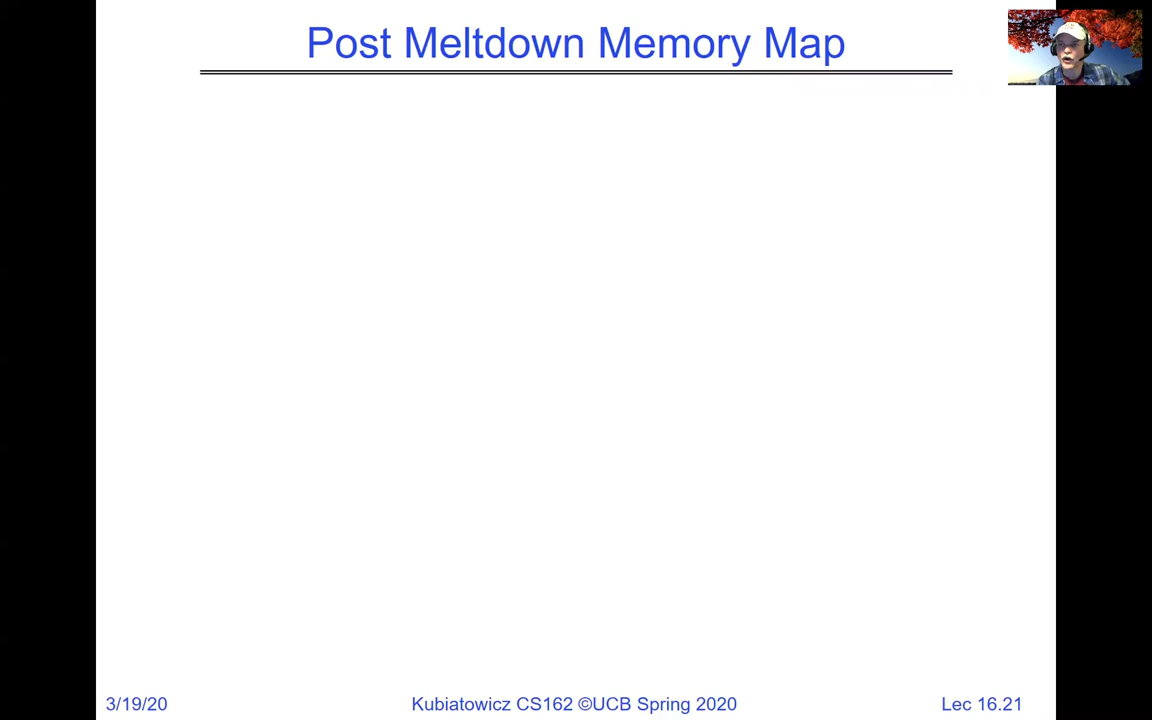 Post Meltdown Memory Map
3/19/20
Kubiatowicz CS162 ©UCB Spring 2020
Lec 16.21